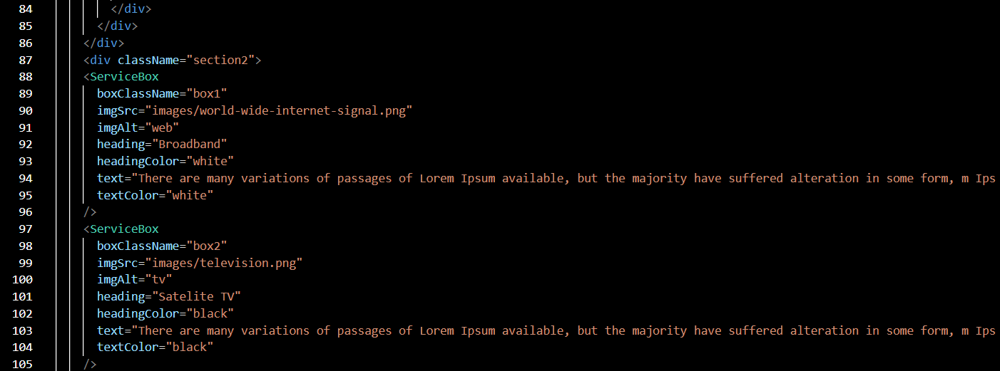 84 </div>
85 </div>
86 </div>
87 <div className="section2">
88 <ServiceBox
89 boxClassName="box1"
90 imgSrc="images/world-wide-internet-signal.png"
91 imgAlt="web"
92 heading="Broadband"
93 headingColor="white"
94 text="There are many variations of passages of Lorem Ipsum available, but the majority have suffered alteration in some form, m Ips
95 textColor="white"
96 />
97 <ServiceBox
98 boxClassName="box2"
99 imgSrc="images/television.png"
100 imgAlt="tv"
101 heading="Satelite TV"
102 headingColor="black"
103 text="There are many variations of passages of Lorem Ipsum available, but the majority have suffered alteration in some form, m Ips
104 textColor="black"
105 />